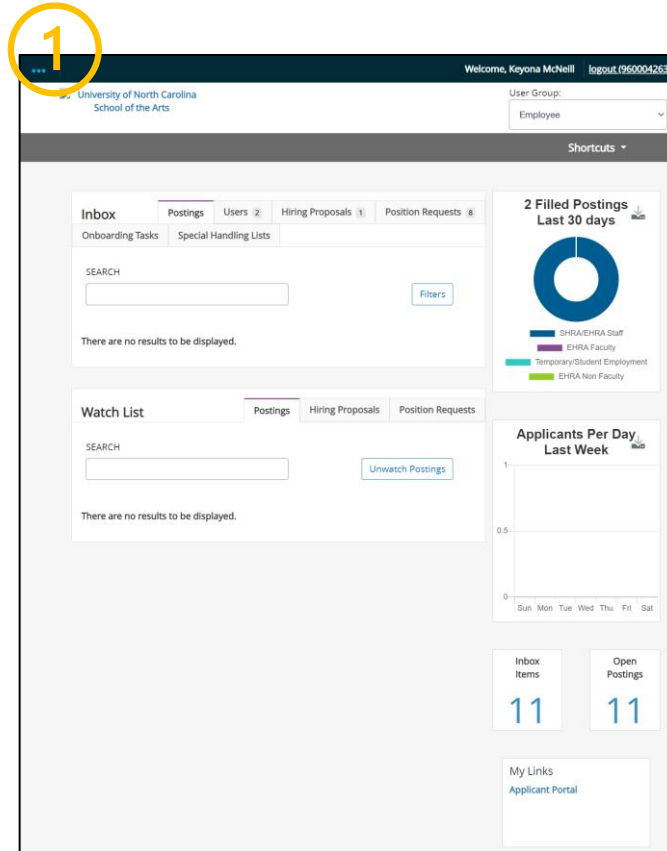 1
... Welcome, Keyona McNeill logout (960004263
University of North Carolina
School of the Arts
User Group:
Employee
Shortcuts
Inbox Postings Users 2 Hiring Proposals 1 Position Requests 8
Onboarding Tasks Special Handling Lists
SEARCH
Filters
There are no results to be displayed.
Watch List Postings Hiring Proposals Position Requests
SEARCH
Unwatch Postings
There are no results to be displayed.
2 Filled Postings
Last 30 days
SHRA/EHRA Staff
EHRA Faculty
Temporary/Student Employment
EHRA Non Faculty
Applicants Per Day
Last Week
1
0.5
0
Sun Mon Tue Wed Thu Fri Sat
Inbox
Items
11
Open
Postings
11
My Links
Applicant Portal